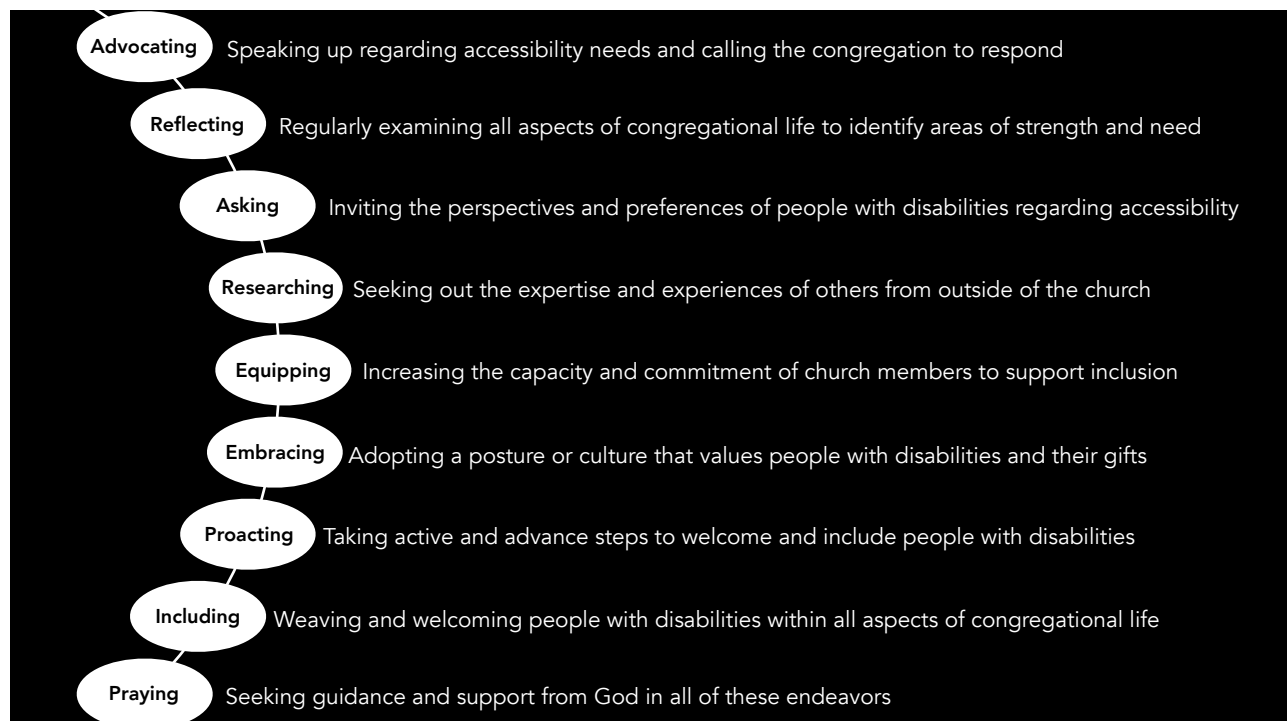 Advocating Speaking up regarding accessibility needs and calling the congregation to respond
Reflecting Regularly examining all aspects of congregational life to identify areas of strength and need
Asking Inviting the perspectives and preferences of people with disabilities regarding accessibility
Researching Seeking out the expertise and experiences of others from outside of the church
Equipping Increasing the capacity and commitment of church members to support inclusion
Embracing Adopting a posture or culture that values people with disabilities and their gifts
Proacting Taking active and advance steps to welcome and include people with disabilities
Including Weaving and welcoming people with disabilities within all aspects of congregational life
Praying Seeking guidance and support from God in all of these endeavors